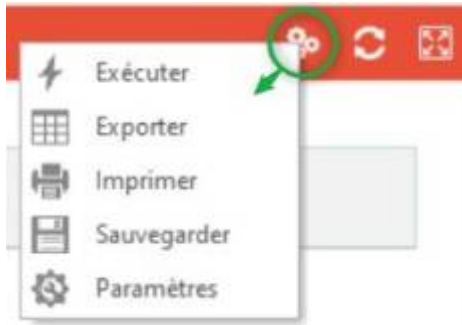 Exécuter
Exporter
Imprimer
Sauvegarder
Paramètres